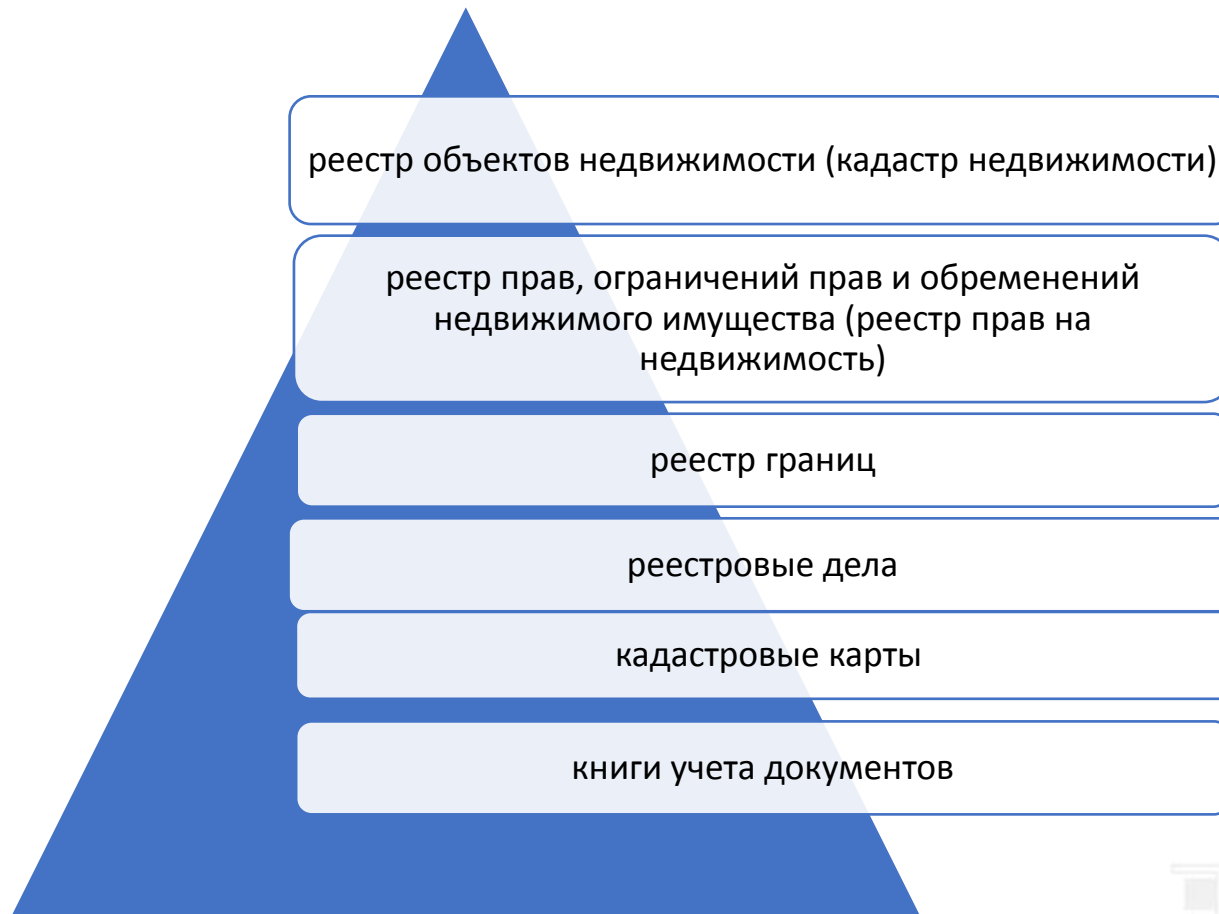 реестр объектов недвижимости (кадастр недвижимости)
реестр прав, ограничений прав и обременений
недвижимого имущества (реестр прав на
недвижимость)
реестр границ
реестровые дела
кадастровые карты
книги учета документов